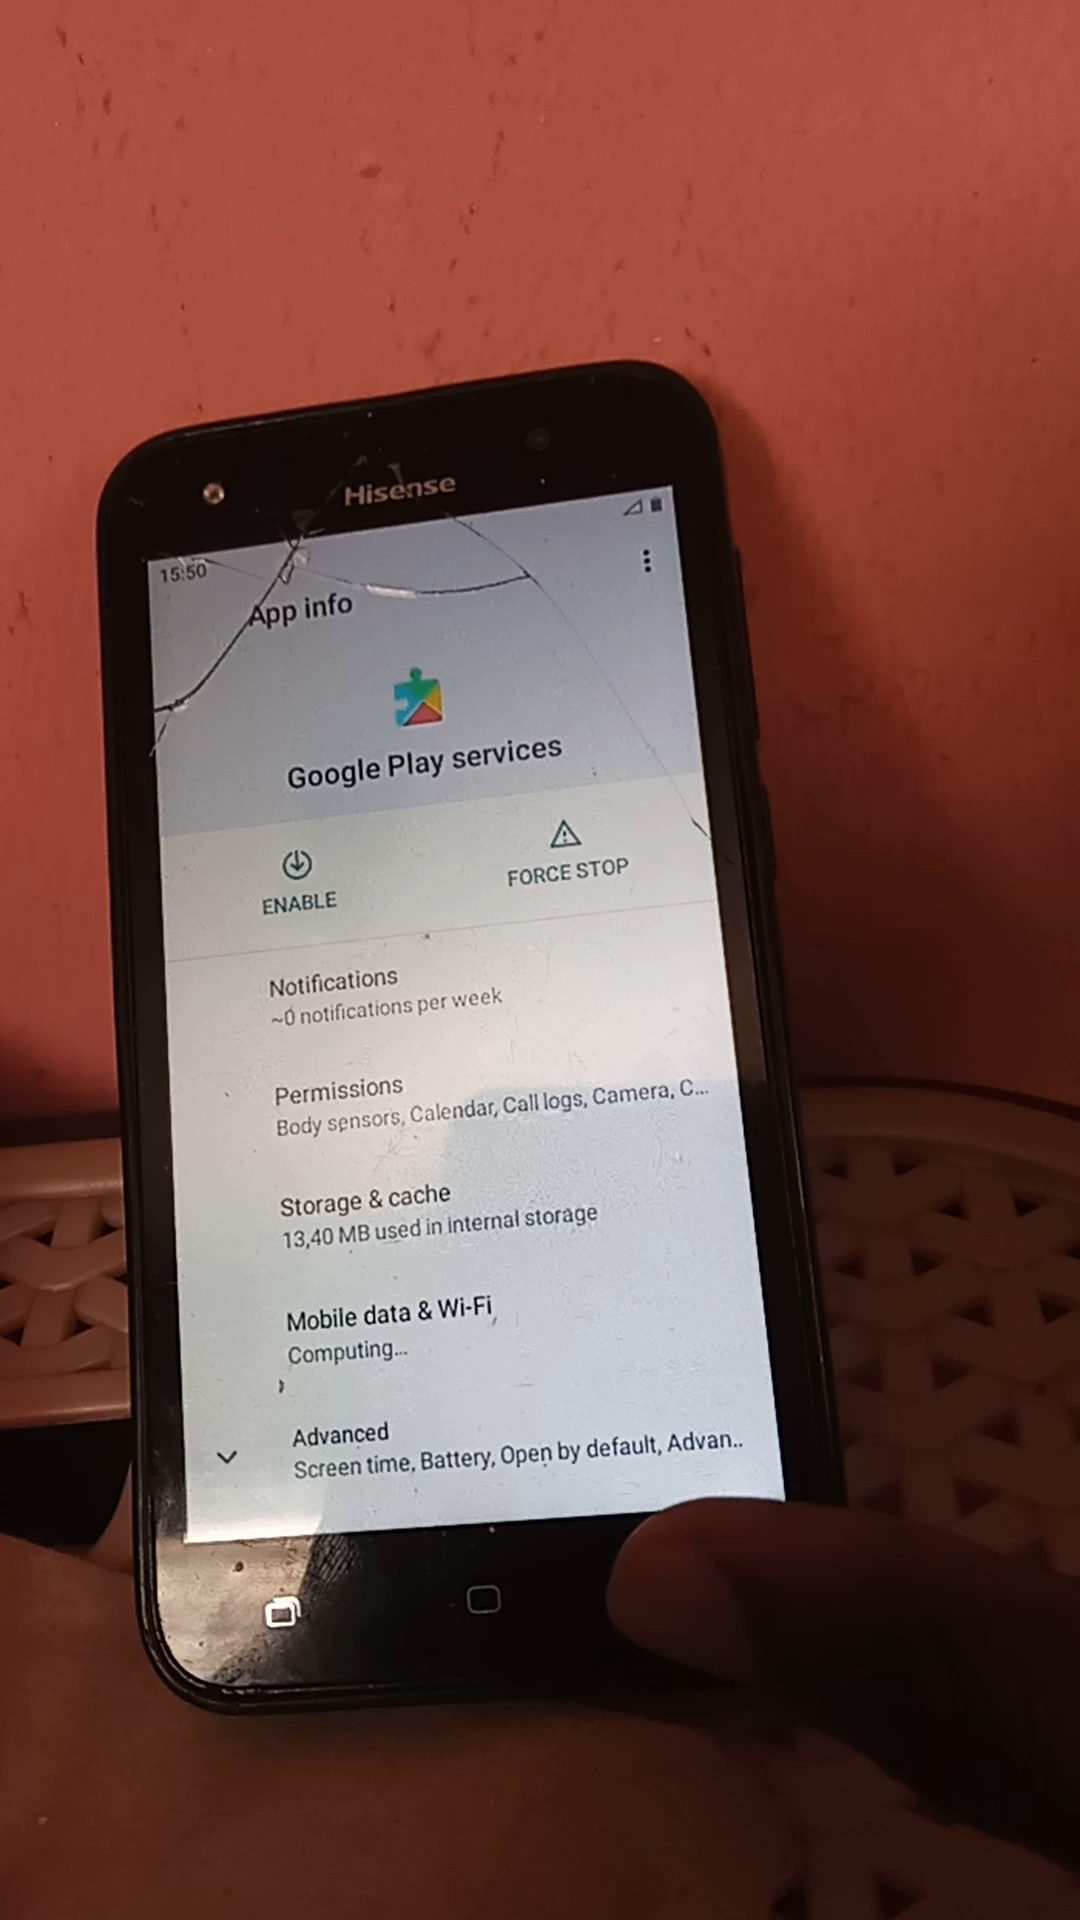 Hisense
15:50
App info
Google Play services
ENABLE
FORCE STOP
Notifications
~0 notifications per week
Permissions
Body sensors, Calendar, Call logs, Camera, C...
Storage & cache
13,40 MB used in internal storage
Mobile data & Wi-Fi
Computing...
Advanced
Screen time, Battery, Open by default, Advan..